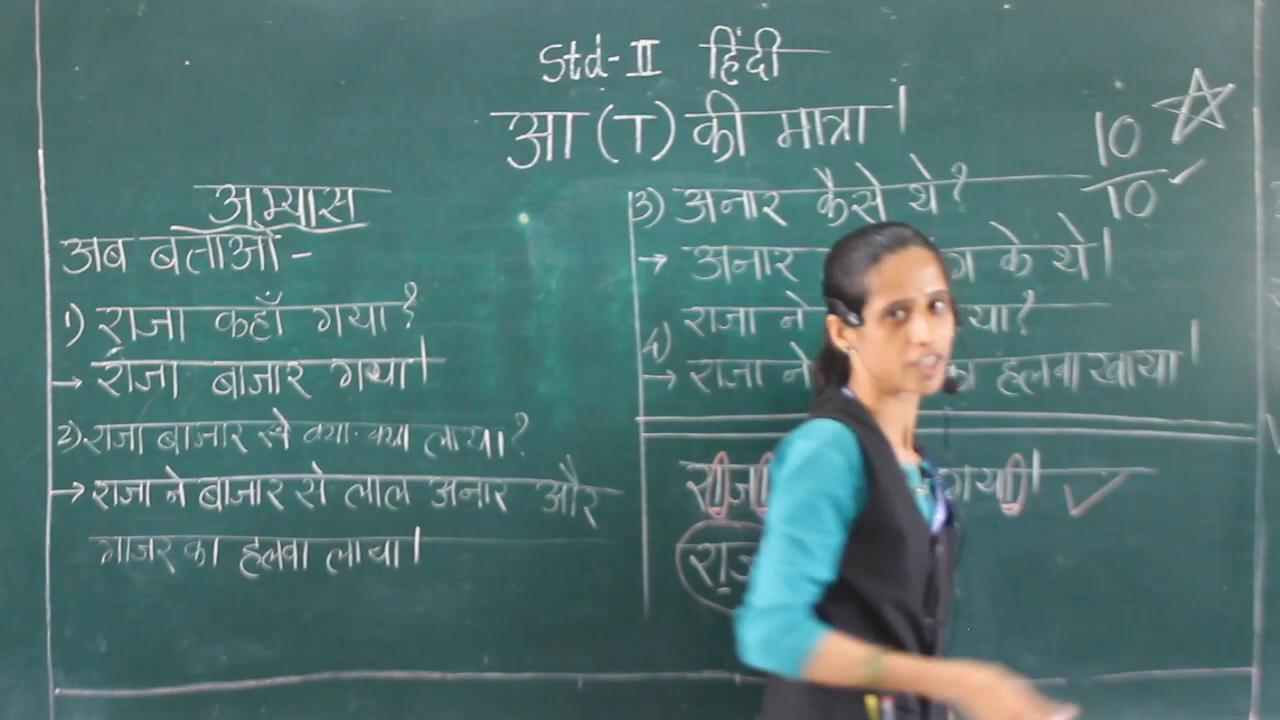 Std-II हिंदी
आ (ा) की मात्रा।
10
10
अभ्यास
अब बताओ -
1) राजा कहाँ गया?
→ राजा बाजार गया।
2) राजा बाजार से क्या-क्या लाया?
→ राजा ने बाजार से लाल अनार और
गाजर का हलवा लाया।
3) अनार कैसे थे?
→ अनार के थे।
4) राजा ने
→ राजा ने हलवा खाया।
राजा गया।